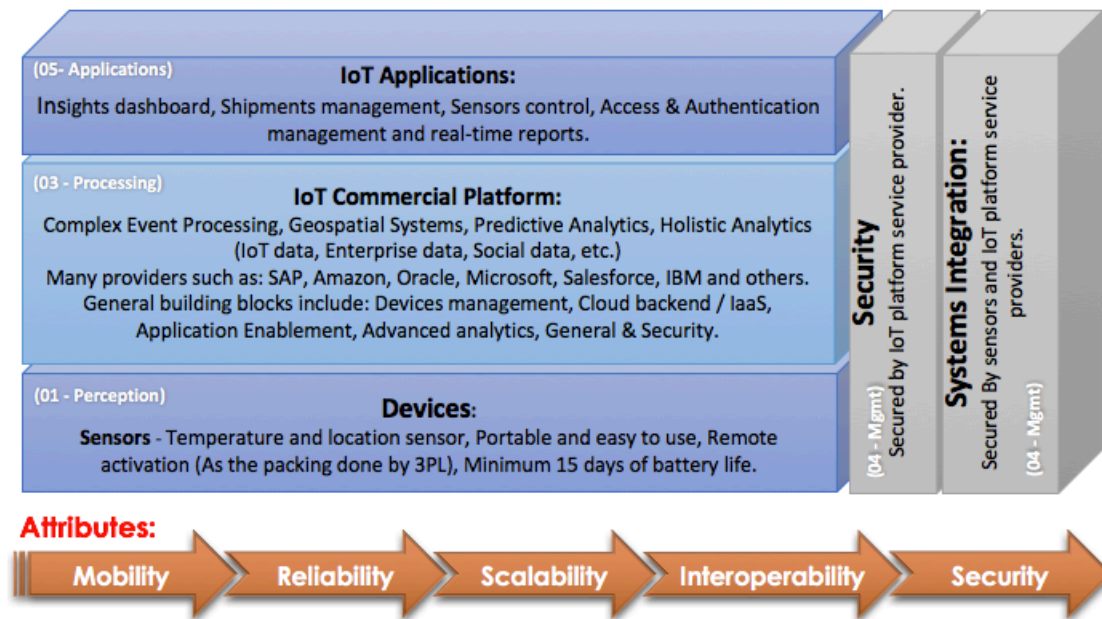 (05- Applications)
IoT Applications:
Insights dashboard, Shipments management, Sensors control, Access & Authentication
management and real-time reports.
(03 - Processing)
IoT Commercial Platform:
Complex Event Processing, Geospatial Systems, Predictive Analytics, Holistic Analytics
(IoT data, Enterprise data, Social data, etc.)
Many providers such as: SAP, Amazon, Oracle, Microsoft, Salesforce, IBM and others.
General building blocks include: Devices management, Cloud backend / IaaS,
Application Enablement, Advanced analytics, General & Security.
(01 - Perception)
Devices:
Sensors - Temperature and location sensor, Portable and easy to use, Remote
activation (As the packing done by 3PL), Minimum 15 days of battery life.
Security
Secured by IoT platform service provider.
(04 - Mgmt)
Systems Integration:
Secured By sensors and IoT platform service
providers.
(04 - Mgmt)
Attributes:
Mobility
Reliability
Scalability
Interoperability
Security